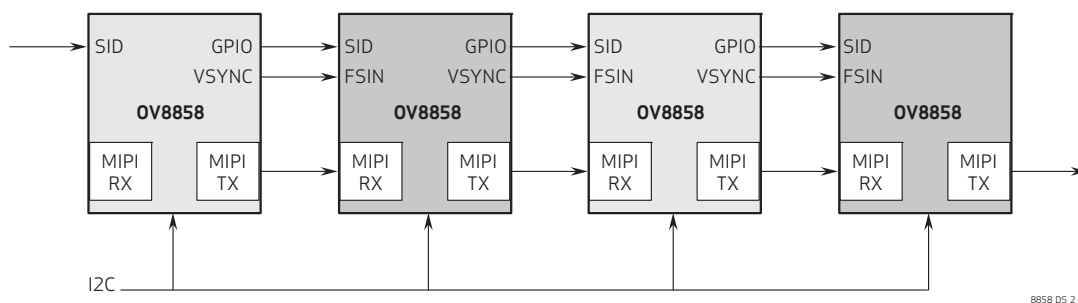 SID GPIO SID GPIO SID GPIO SID
VSYNC FSIN VSYNC FSIN VSYNC FSIN
OV8858 OV8858 OV8858 OV8858
MIPI MIPI MIPI MIPI MIPI MIPI MIPI MIPI
RX TX RX TX RX TX RX TX
I2C
8858 DS 2